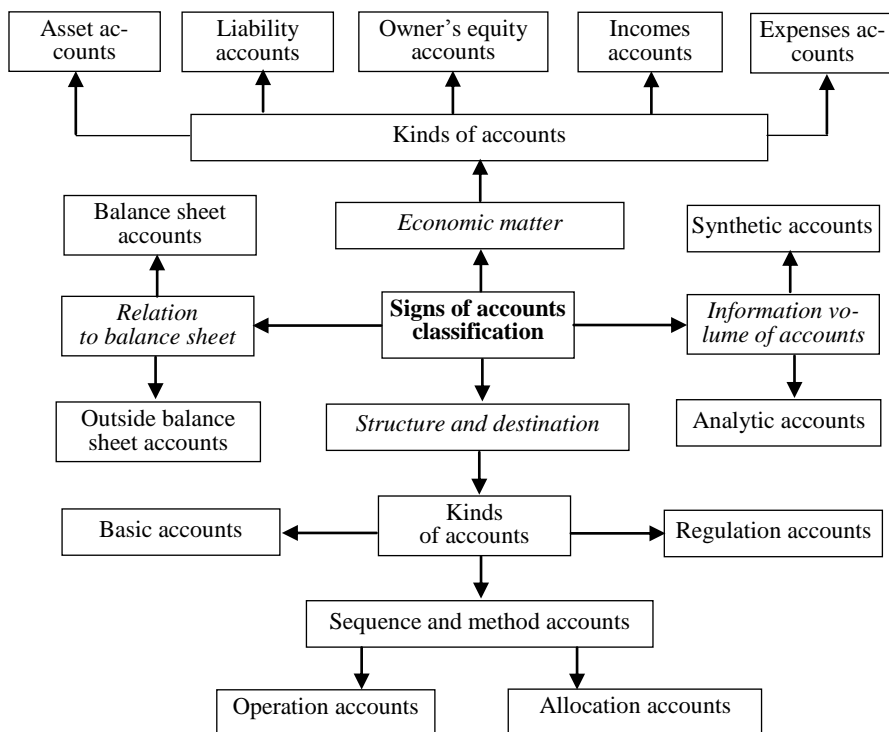 Asset ac-
counts
Liability
accounts
Owner's equity
accounts
Incomes
accounts
Expenses ac-
counts
Kinds of accounts
Balance sheet
accounts
Economic matter
Synthetic accounts
Relation
to balance sheet
Signs of accounts
classification
Information vo-
lume of accounts
Outside balance
sheet accounts
Structure and destination
Analytic accounts
Basic accounts
Kinds
of accounts
Regulation accounts
Sequence and method accounts
Operation accounts
Allocation accounts